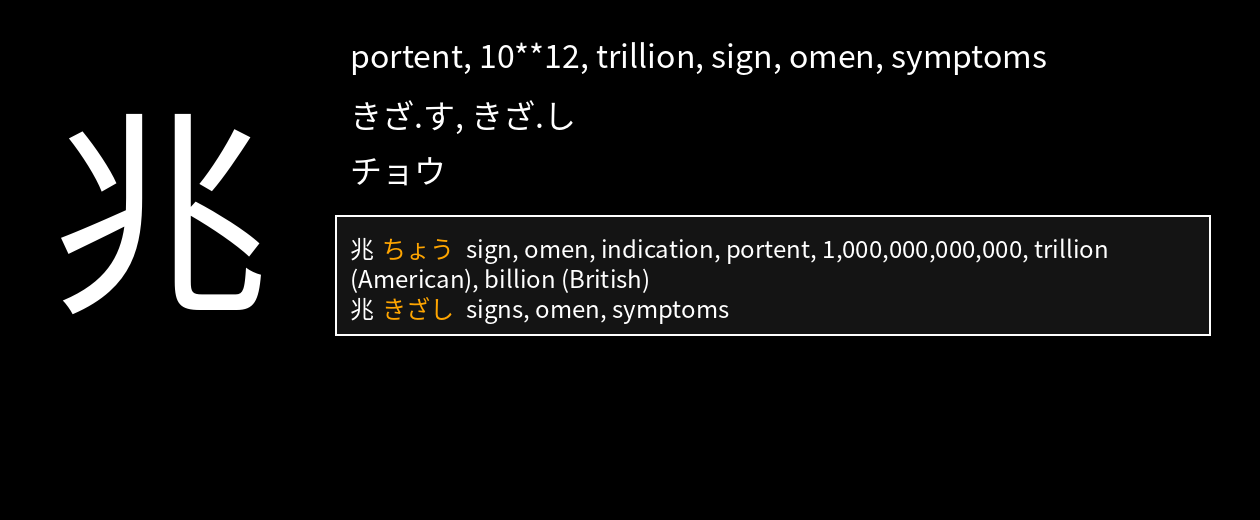 兆
portent, 10**12, trillion, sign, omen, symptoms
きざ.す, きざ.し
チョウ
兆 ちょう sign, omen, indication, portent, 1,000,000,000,000, trillion
(American), billion (British)
兆 きざし signs, omen, symptoms